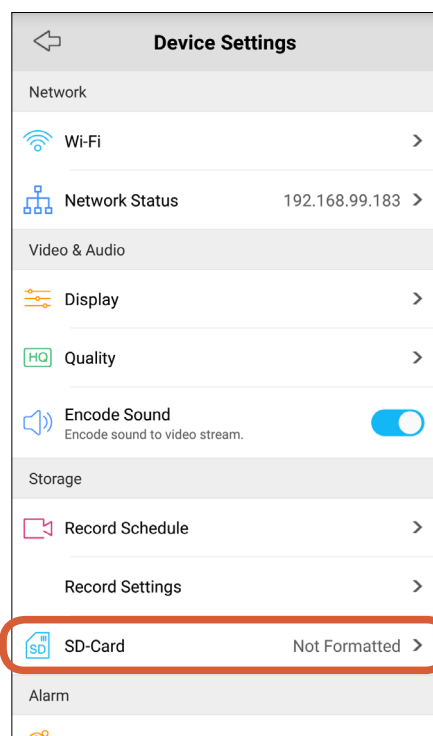 Device Settings
Network
Wi-Fi
Network Status 192.168.99.183
Video & Audio
Display
HQ Quality
Encode Sound
Encode sound to video stream.
Storage
Record Schedule
Record Settings
SD SD-Card Not Formatted
Alarm